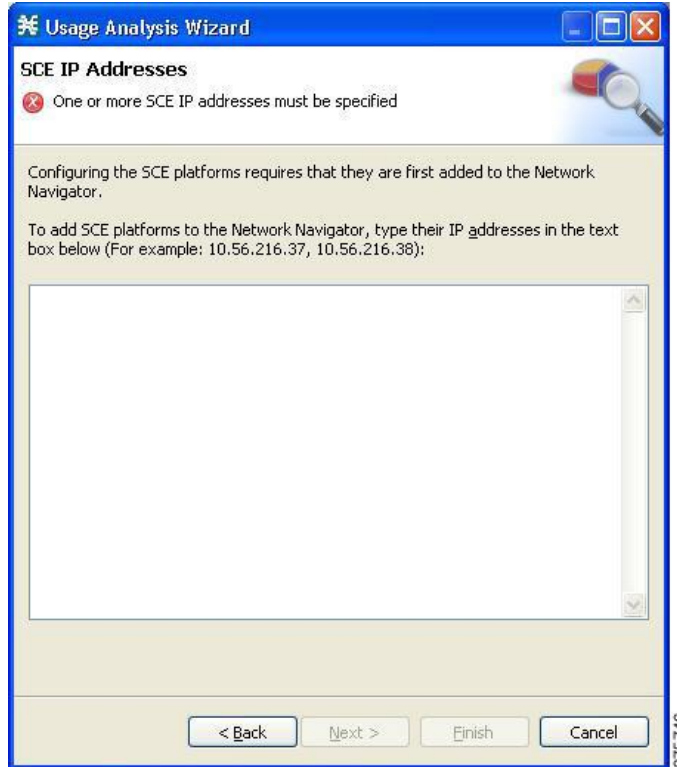 Usage Analysis Wizard
SCE IP Addresses
One or more SCE IP addresses must be specified
Configuring the SCE platforms requires that they are first added to the Network
Navigator.
To add SCE platforms to the Network Navigator, type their IP addresses in the text
box below (For example: 10.56.216.37, 10.56.216.38):
< Back
Next >
Finish
Cancel